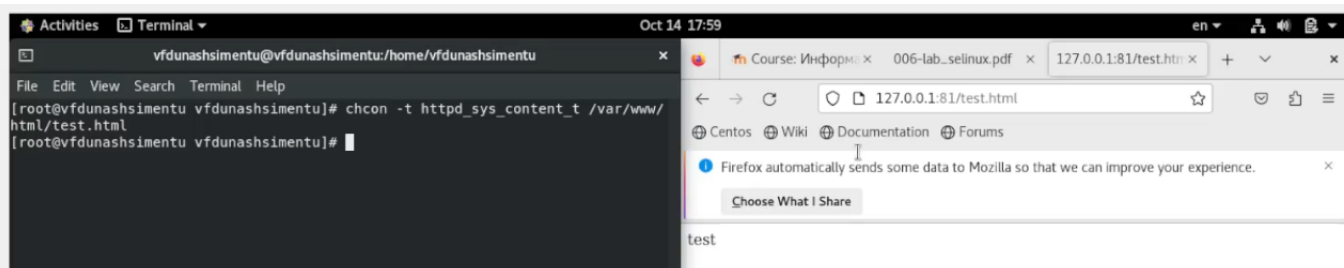 Activities Terminal Oct 14 17:59 en
vfdunashsimentu@vfdunashsimentu:/home/vfdunashsimentu ×
File Edit View Search Terminal Help
[root@vfdunashsimentu vfdunashsimentu]# chcon -t httpd_sys_content_t /var/www/
html/test.html
[root@vfdunashsimentu vfdunashsimentu]#
Course: Информа × 006-lab_selinux.pdf × 127.0.0.1:81/test.htm ×
127.0.0.1:81/test.html
Centos Wiki Documentation Forums
Firefox automatically sends some data to Mozilla so that we can improve your experience.
Choose What I Share
test